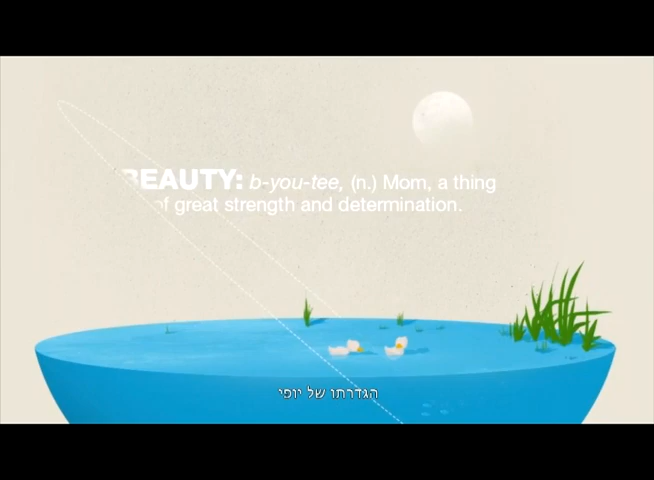 BEAUTY: b-you-tee, (n.) Mom, a thing
of great strength and determination.
הגדרתו של יופי